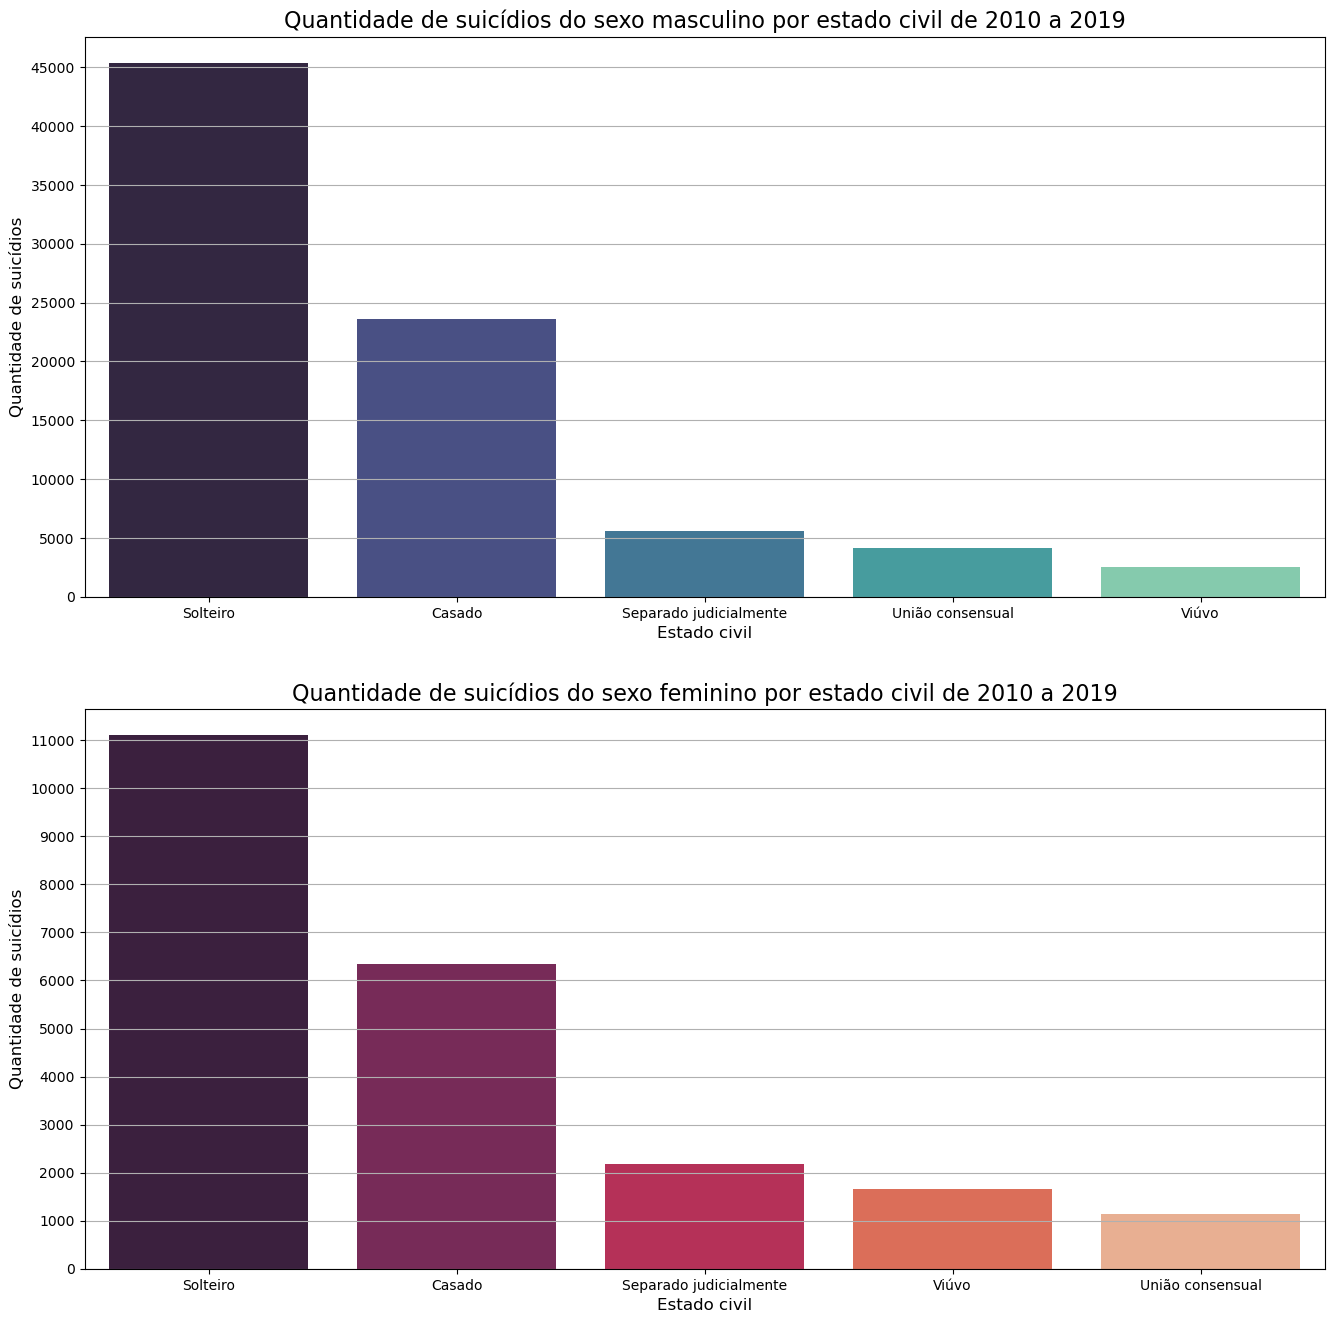 Quantidade de suicídios do sexo masculino por estado civil de 2010 a 2019
Quantidade de suicídios
45000
40000
35000
30000
25000
20000
15000
10000
5000
0
Solteiro
Casado
Separado judicialmente
União consensual
Viúvo
Estado civil
Quantidade de suicídios do sexo feminino por estado civil de 2010 a 2019
Quantidade de suicídios
11000
10000
9000
8000
7000
6000
5000
4000
3000
2000
1000
0
Solteiro
Casado
Separado judicialmente
Viúvo
União consensual
Estado civil